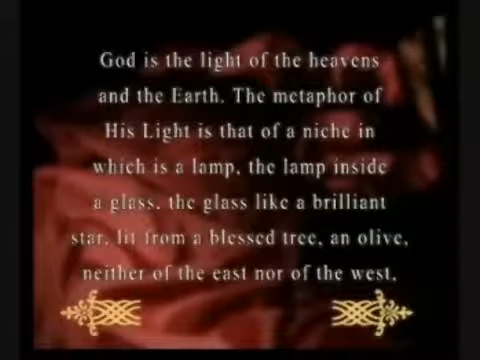 God is the light of the heavens
and the Earth. The metaphor of
His Light is that of a niche in
which is a lamp, the lamp inside
a glass, the glass like a brilliant
star, lit from a blessed tree, an olive,
neither of the east nor of the west,